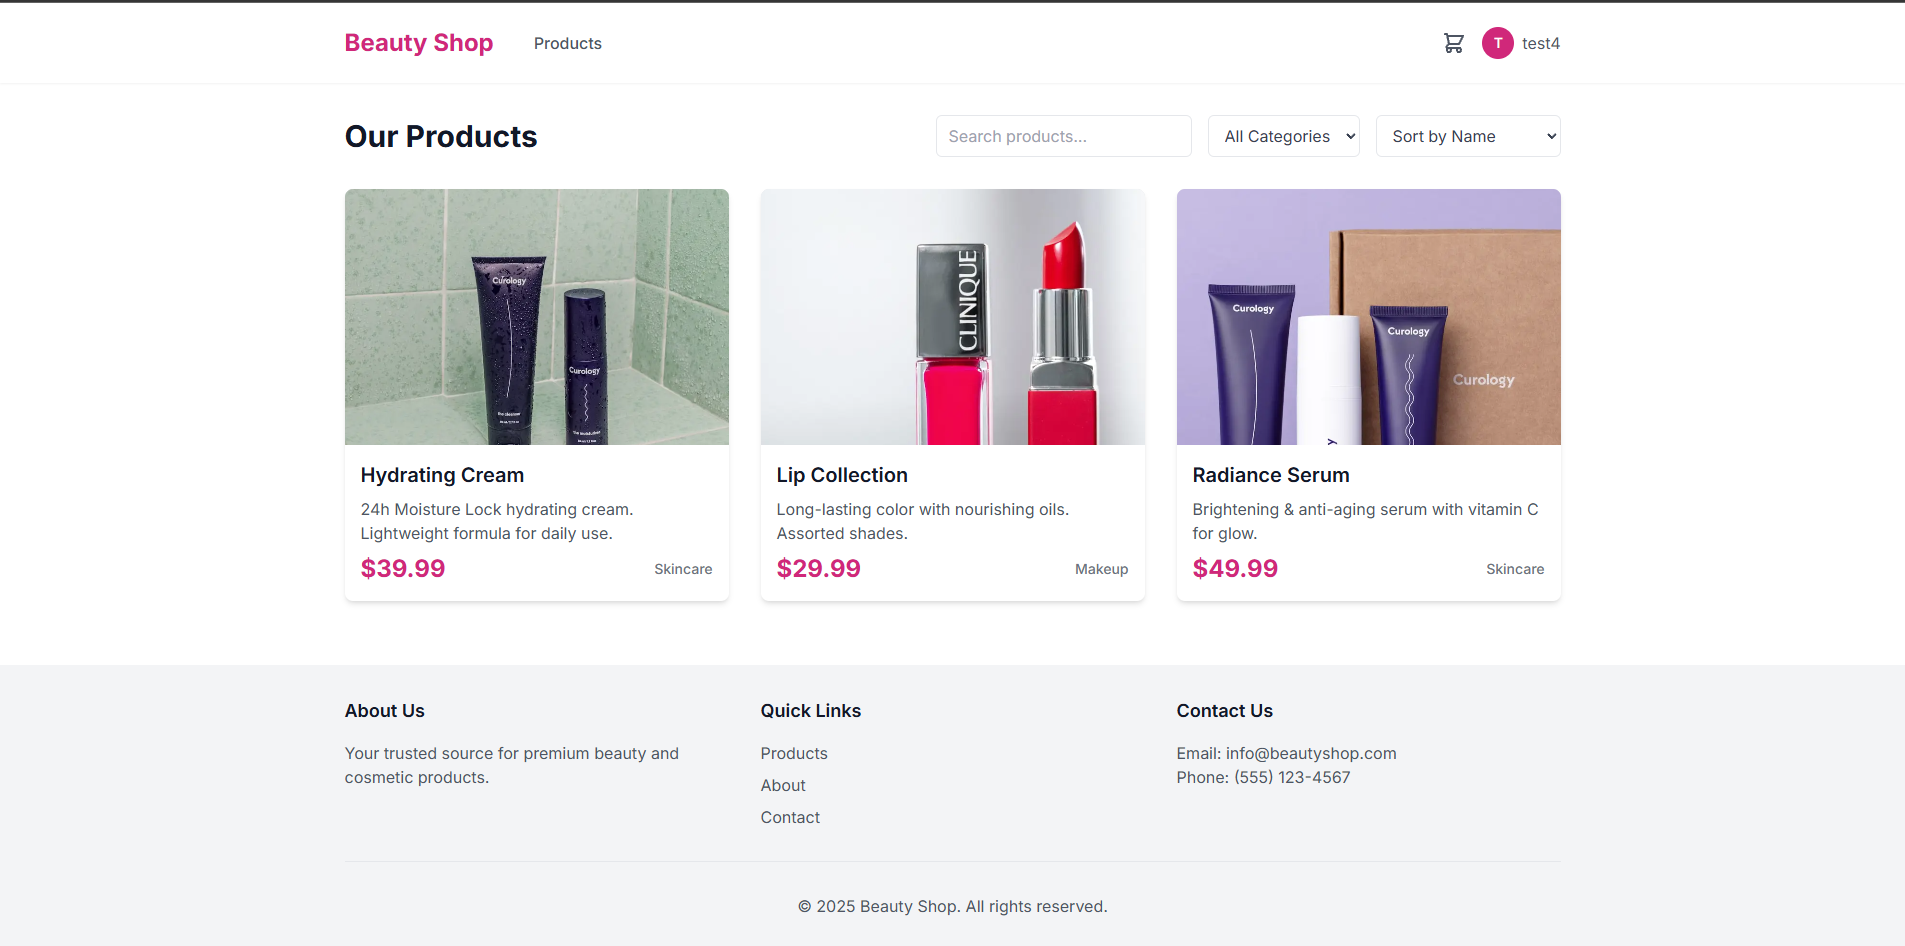 Beauty Shop
Products
T
test4
Our Products
Search products...
All Categories
Sort by Name
Curology
Curology
the cleanser
CLINIQUE
Curology
Curology
Curology
Hydrating Cream
24h Moisture Lock hydrating cream.
Lightweight formula for daily use.
$39.99
Skincare
Lip Collection
Long-lasting color with nourishing oils.
Assorted shades.
$29.99
Makeup
Radiance Serum
Brightening & anti-aging serum with vitamin C
for glow.
$49.99
Skincare
About Us
Your trusted source for premium beauty and
cosmetic products.
Quick Links
Products
About
Contact
Contact Us
Email: info@beautyshop.com
Phone: (555) 123-4567
© 2025 Beauty Shop. All rights reserved.